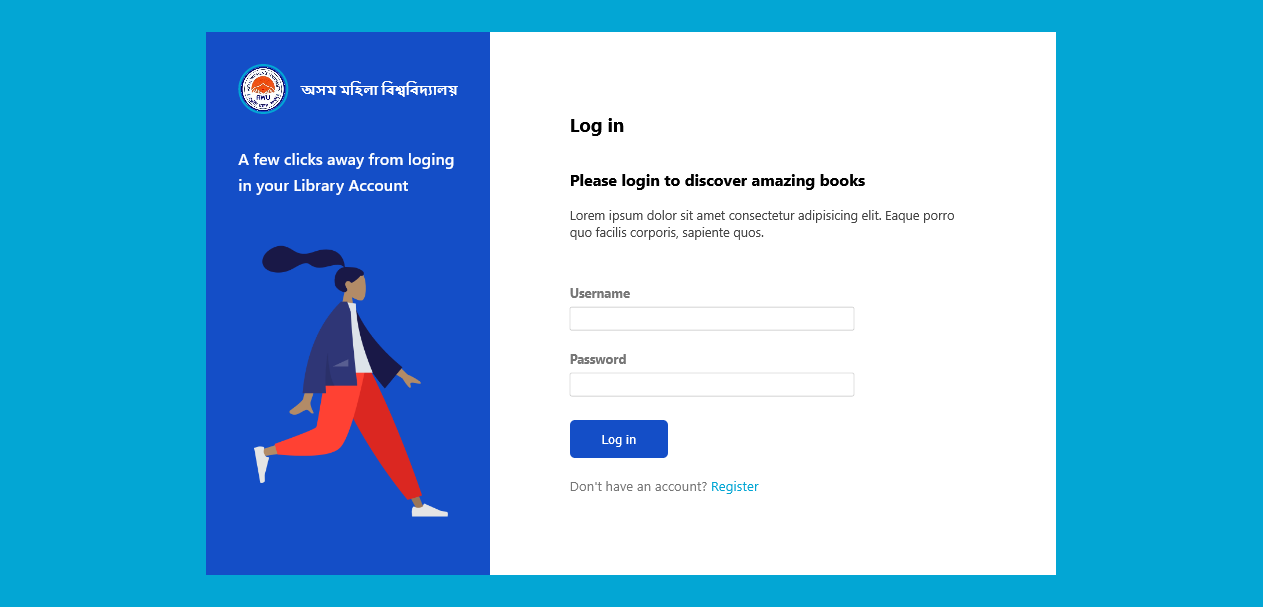 অসম মহিলা বিশ্ববিদ্যালয়
A few clicks away from loging
in your Library Account
Log in
Please login to discover amazing books
Lorem ipsum dolor sit amet consectetur adipisicing elit. Eaque porro
quo facilis corporis, sapiente quos.
Username
Password
Log in
Don't have an account? Register